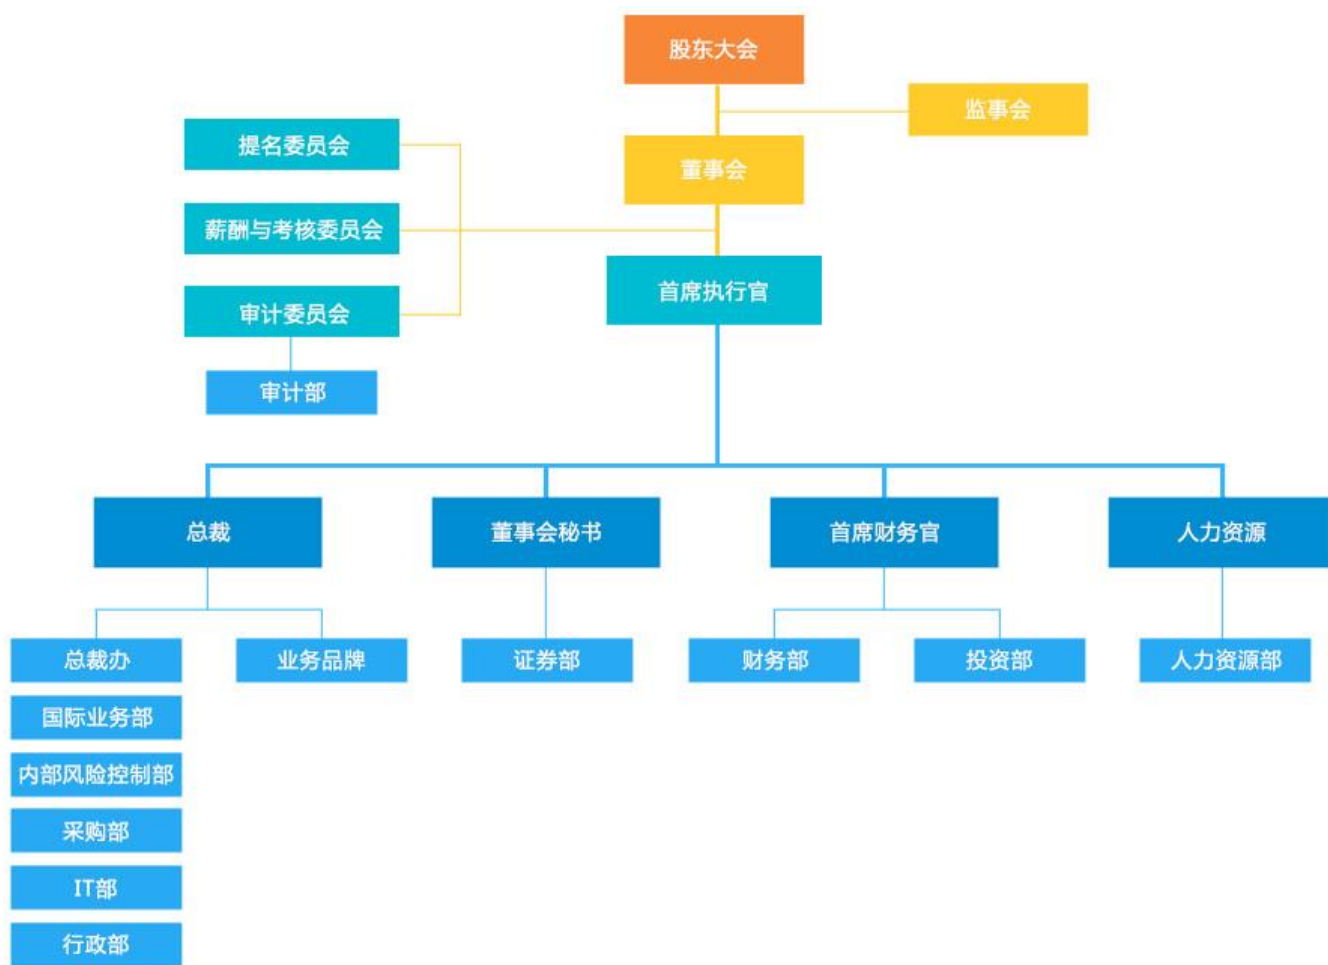 股东大会
监事会
提名委员会
董事会
薪酬与考核委员会
首席执行官
审计委员会
审计部
总裁
董事会秘书
首席财务官
人力资源
总裁办
业务品牌
证券部
财务部
投资部
人力资源部
国际业务部
内部风险控制部
采购部
IT部
行政部